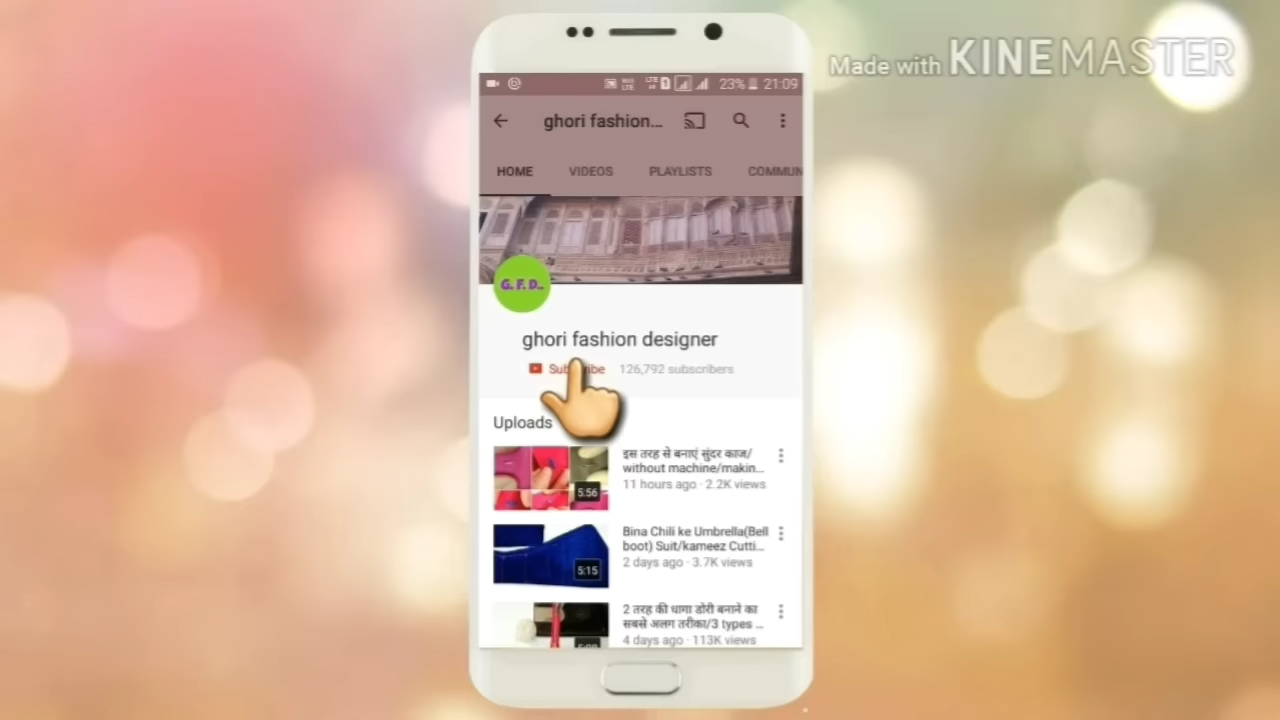 Made with KINEMASTER
23% 21:09
ghori fashion...
HOME VIDEOS PLAYLISTS COMMUN
G. F. D..
ghori fashion designer
Subscribe 126,792 subscribers
Uploads
इस तरह से बनाएं सुंदर काज/
without machine/makin...
11 hours ago · 2.2K views
5:56
Bina Chili ke Umbrella(Bell
boot) Suit/kameez Cutti...
2 days ago · 3.7K views
5:15
2 तरह की धागा डोरी बनाने का
सबसे अलग तरीका/3 types ...
4 days ago · 113K views